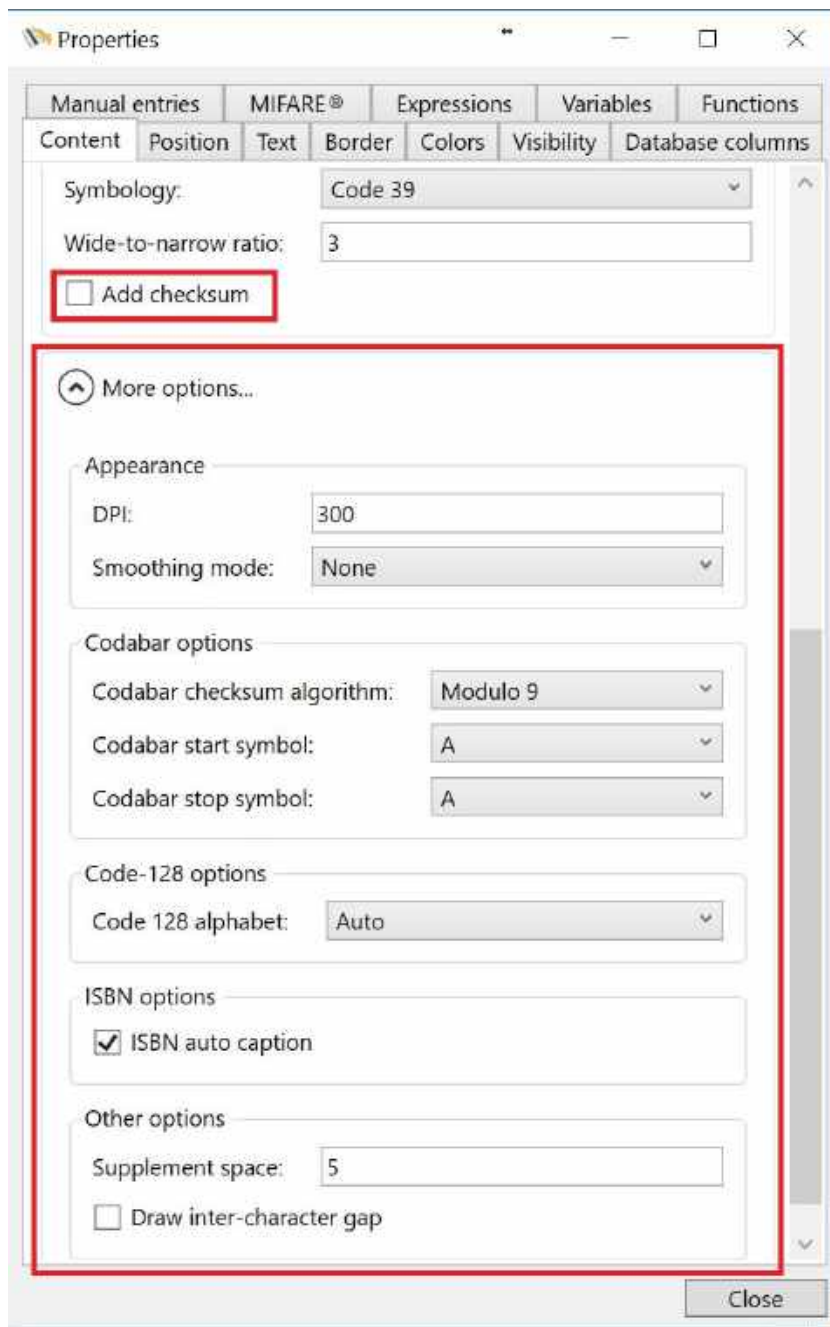 Properties
Manual entries MIFARE® Expressions Variables Functions
Content Position Text Border Colors Visibility Database columns
Symbology: Code 39
Wide-to-narrow ratio: 3
Add checksum
More options...
Appearance
DPI: 300
Smoothing mode: None
Codabar options
Codabar checksum algorithm: Modulo 9
Codabar start symbol: A
Codabar stop symbol: A
Code-128 options
Code 128 alphabet: Auto
ISBN options
ISBN auto caption
Other options
Supplement space: 5
Draw inter-character gap
Close